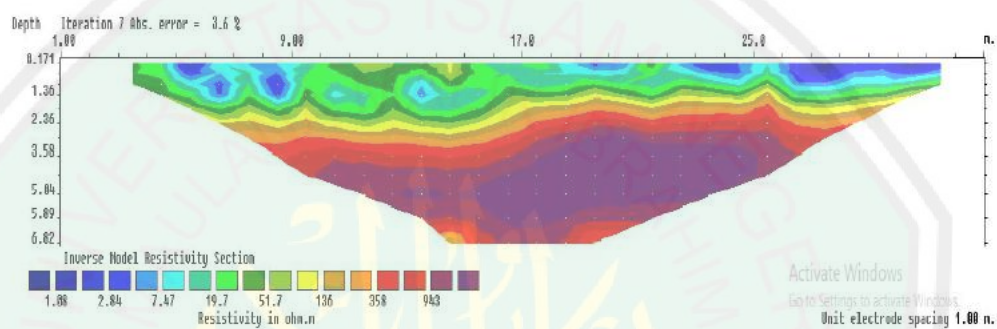 Depth Iteration 7 Abs. error = 3.6 %
1.00 9.00 17.0 25.0 m.
0.171
1.36
2.36
3.58
5.04
5.89
6.82
Inverse Model Resistivity Section
1.08 2.84 7.47 19.7 51.7 136 358 943
Resistivity in ohm.m
Activate Windows
Go to Settings to activate Windows.
Unit electrode spacing 1.00 m.